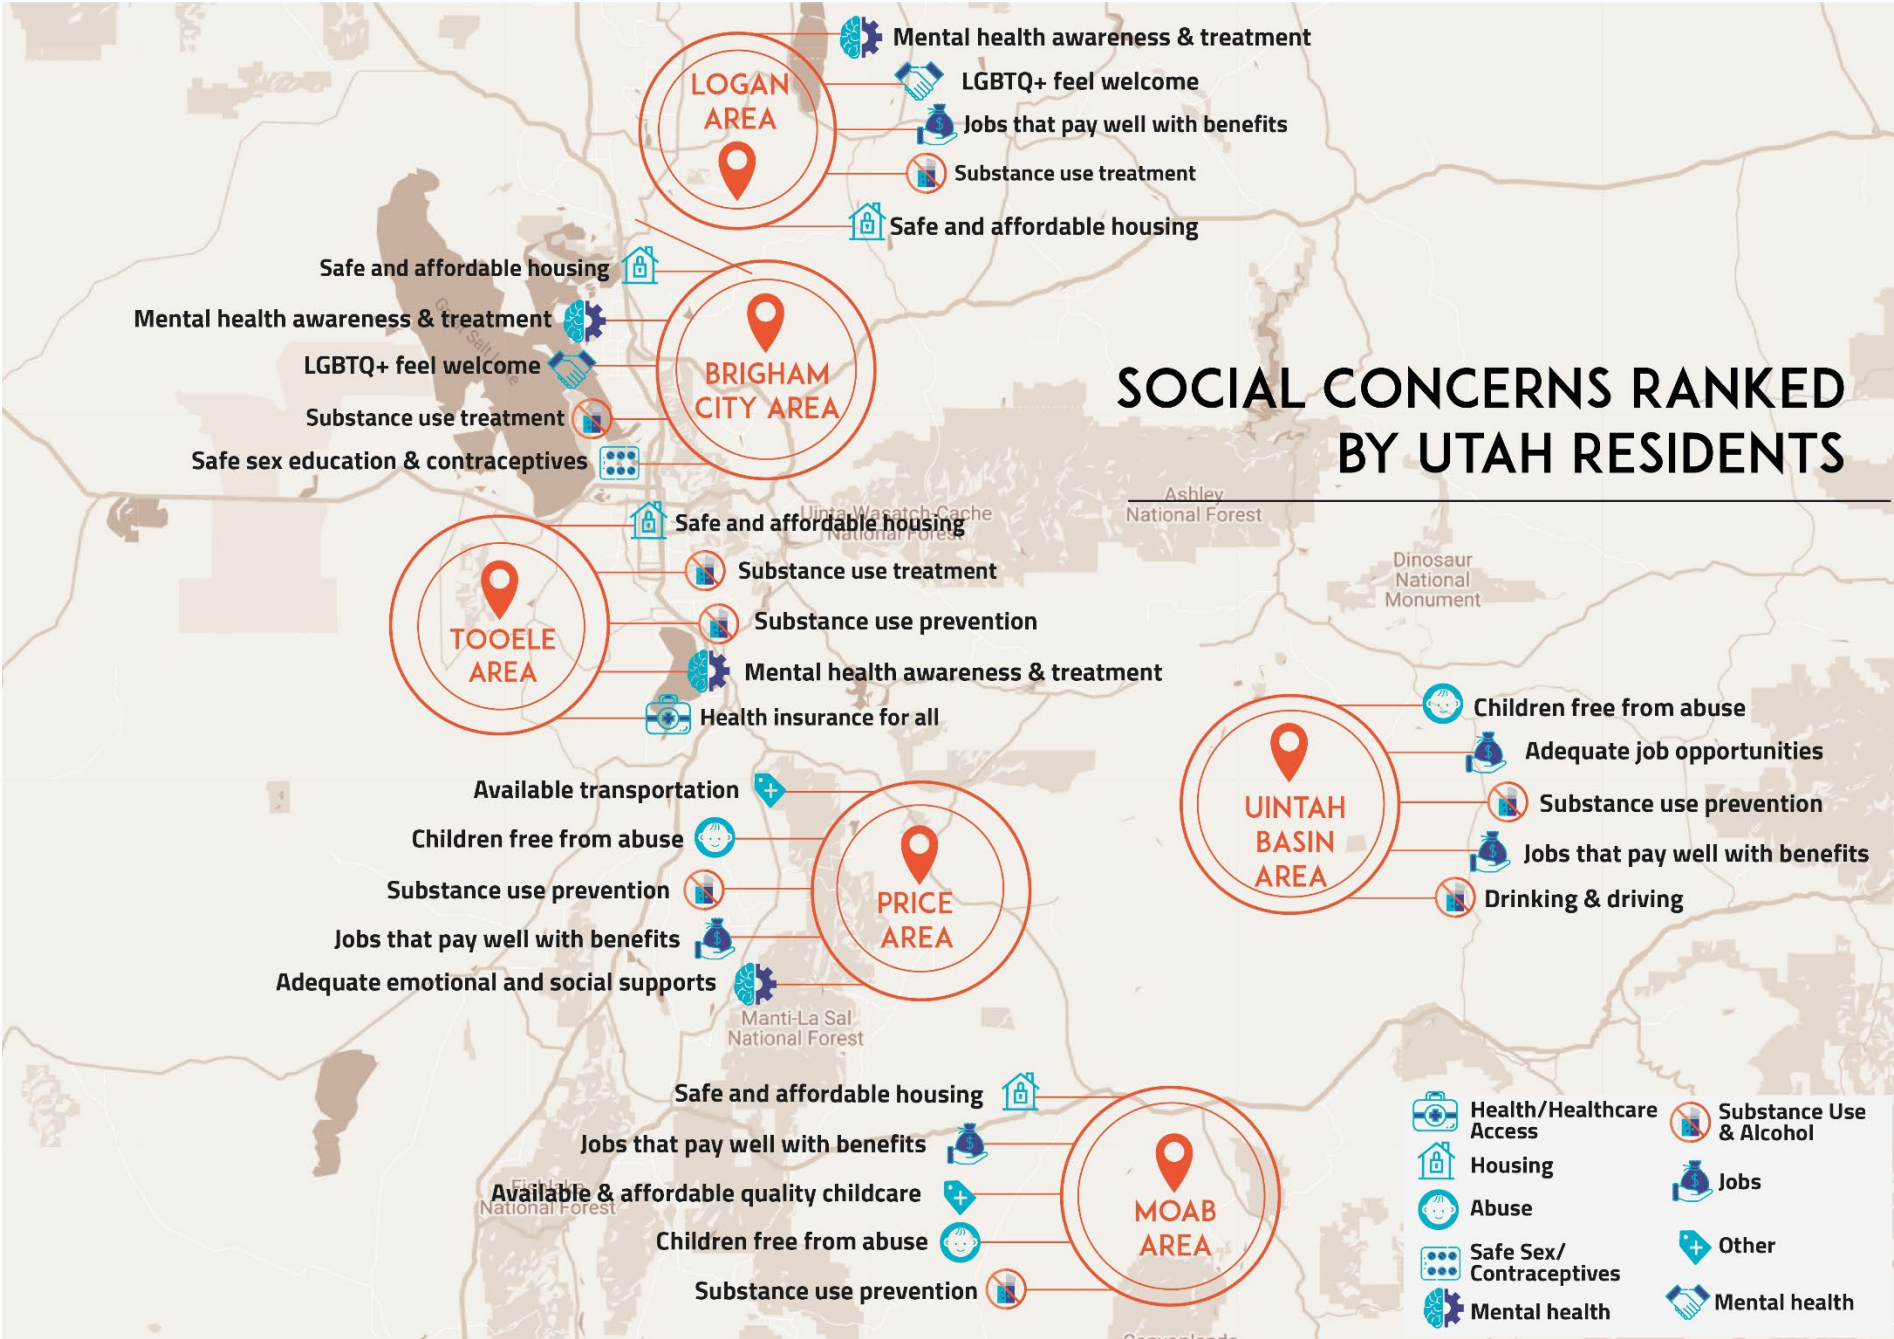 Mental health awareness & treatment
LOGAN
AREA
LGBTQ+ feel welcome
Jobs that pay well with benefits
Substance use treatment
Safe and affordable housing
Safe and affordable housing
Mental health awareness & treatment
LGBTQ+ feel welcome
Substance use treatment
Safe sex education & contraceptives
BRIGHAM
CITY AREA
SOCIAL CONCERNS RANKED
BY UTAH RESIDENTS
Great Salt Lake
Uinta-Wasatch-Cache
National Forest
Ashley
National Forest
Dinosaur
National
Monument
Safe and affordable housing
Substance use treatment
Substance use prevention
Mental health awareness & treatment
Health insurance for all
TOOELE
AREA
Children free from abuse
Adequate job opportunities
Substance use prevention
Jobs that pay well with benefits
Drinking & driving
UINTAH
BASIN
AREA
Available transportation
Children free from abuse
Substance use prevention
Jobs that pay well with benefits
Adequate emotional and social supports
PRICE
AREA
Manti-La Sal
National Forest
Safe and affordable housing
Jobs that pay well with benefits
Available & affordable quality childcare
Children free from abuse
Substance use prevention
MOAB
AREA
Fishlake
National Forest
Health/Healthcare
Access
Housing
Abuse
Safe Sex/
Contraceptives
Mental health
Substance Use
& Alcohol
Jobs
Other
Mental health